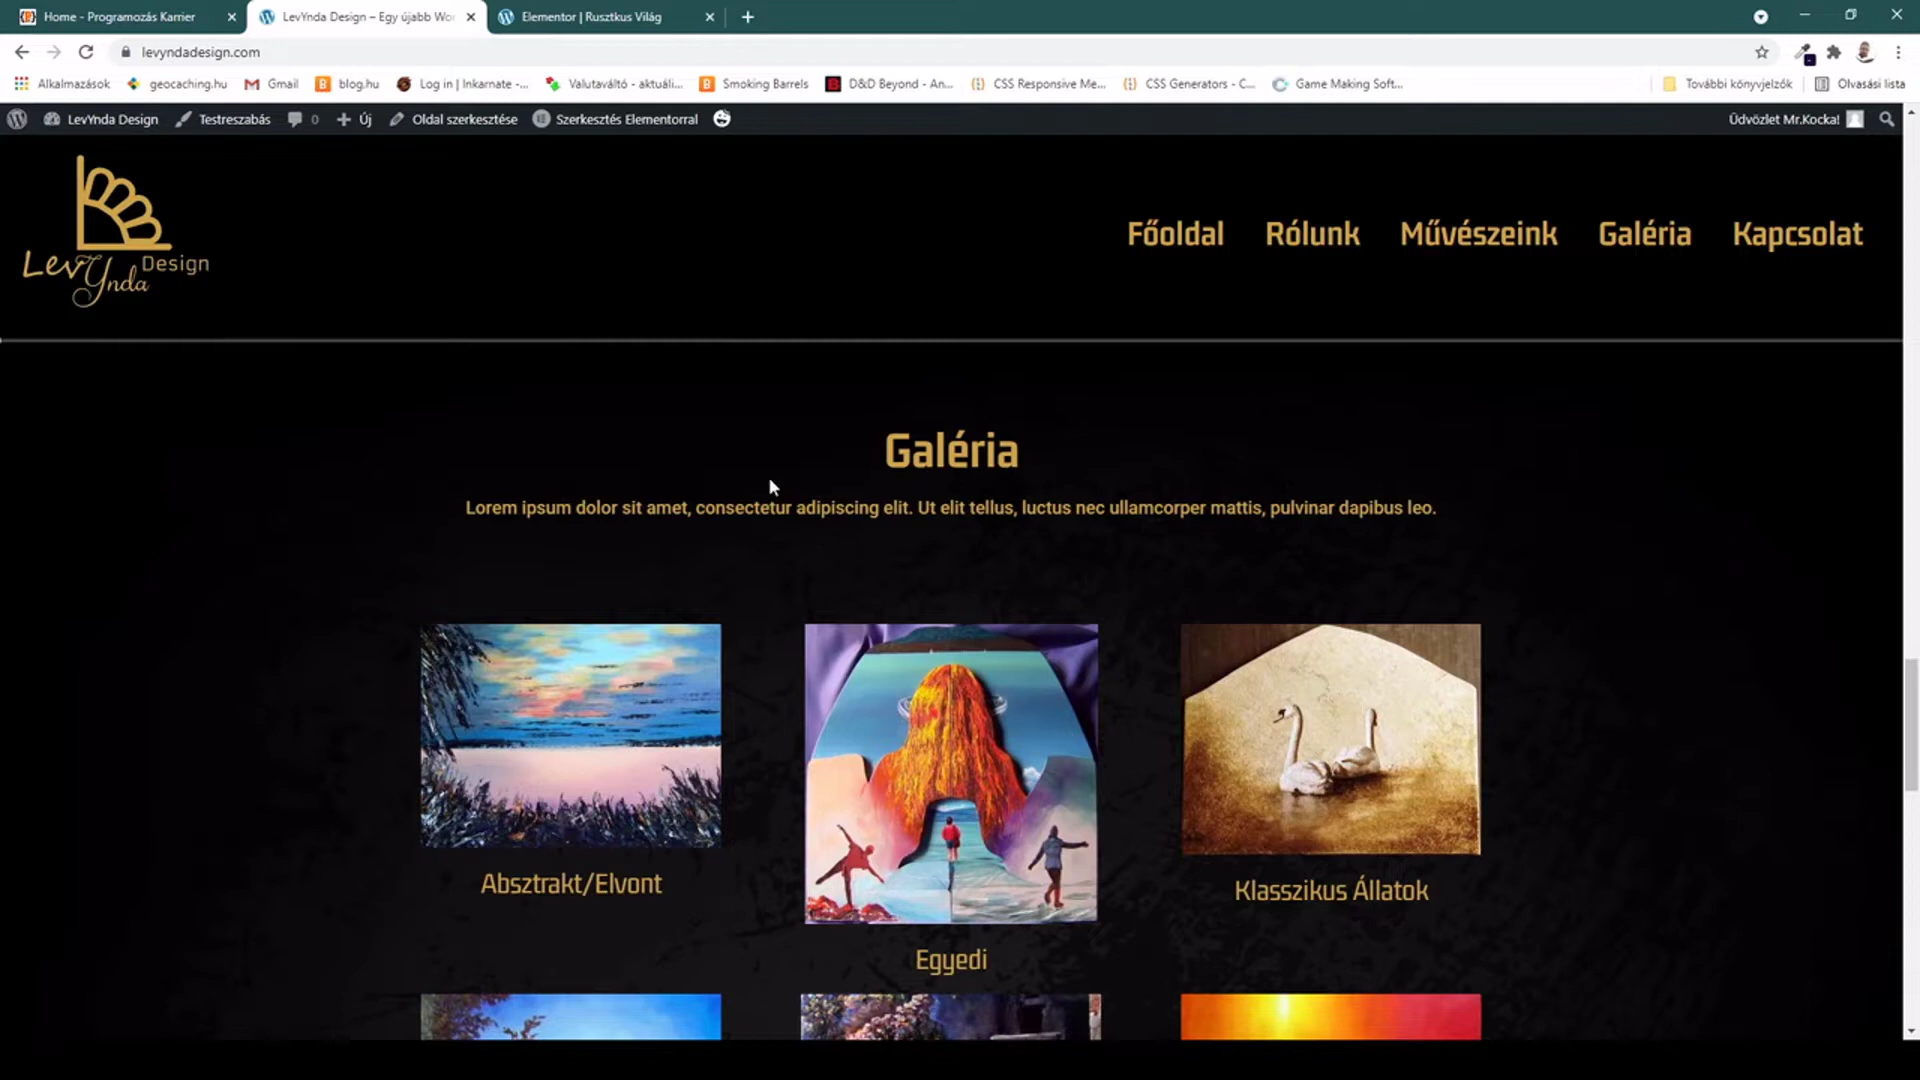 Home - Programozás Karrier
LevYnda Design – Egy újabb Wor
Elementor | Rusztkus Világ
levyndadesign.com
Alkalmazások
geocaching.hu
Gmail
blog.hu
Log in | Inkarnate -...
Valutaváltó - aktuáli...
Smoking Barrels
D&D Beyond - An...
CSS Responsive Me...
CSS Generators - C...
Game Making Soft...
További könyvjelzők
Olvasási lista
LevYnda Design
Testreszabás
0
Új
Oldal szerkesztése
Szerkesztés Elementorral
Üdvözlet Mr.Kocka!
LevYnda Design
Főoldal
Rólunk
Művészeink
Galéria
Kapcsolat
Galéria
Lorem ipsum dolor sit amet, consectetur adipiscing elit. Ut elit tellus, luctus nec ullamcorper mattis, pulvinar dapibus leo.
Absztrakt/Elvont
Klasszikus Állatok
Egyedi